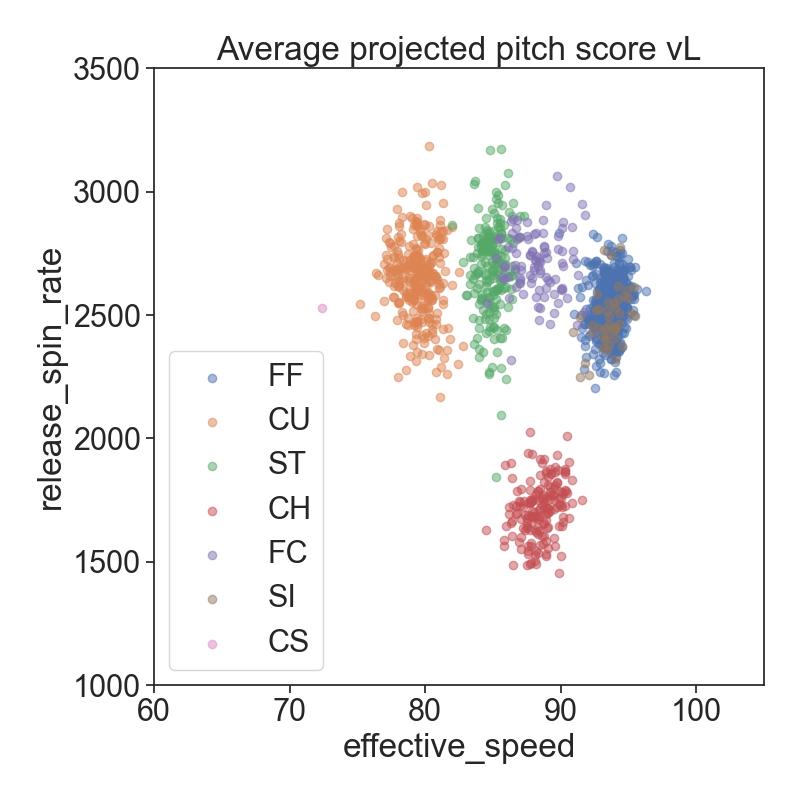 Average projected pitch score vL
3500
3000
2500
2000
1500
1000
release_spin_rate
FF
CU
ST
CH
FC
SI
CS
60 70 80 90 100
effective_speed